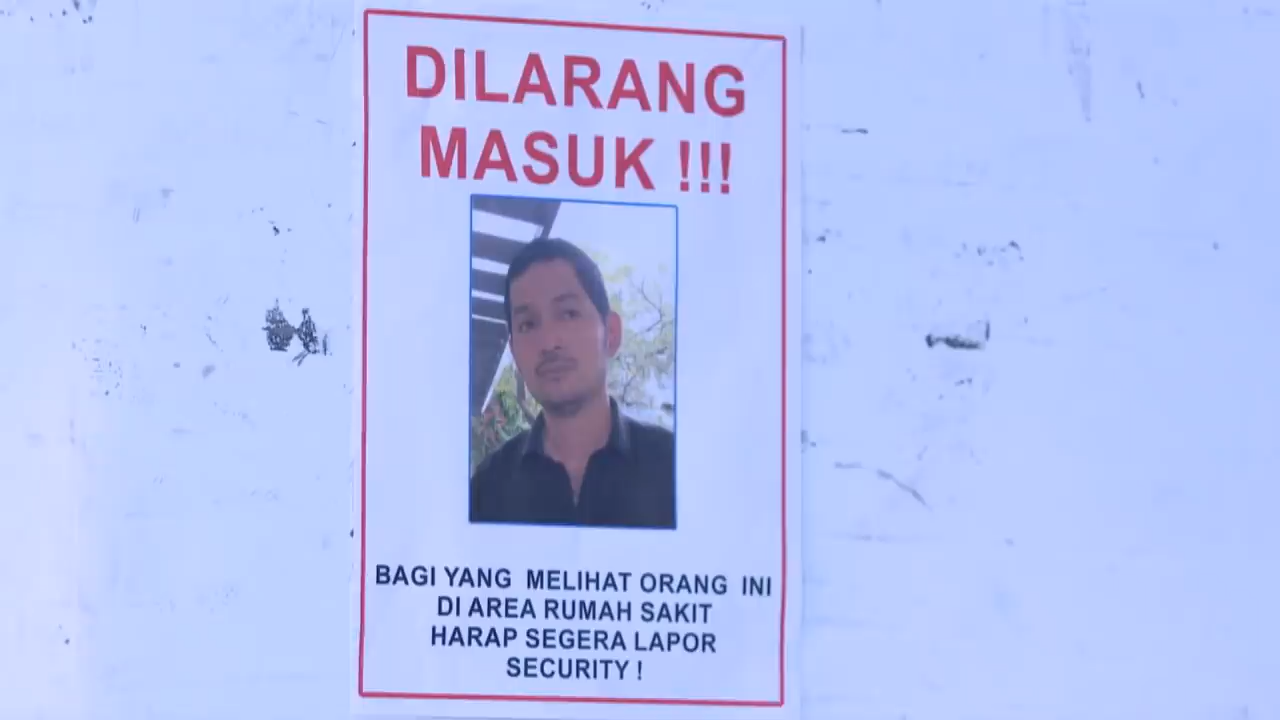 DILARANG
MASUK !!!
BAGI YANG MELIHAT ORANG INI
DI AREA RUMAH SAKIT
HARAP SEGERA LAPOR
SECURITY !